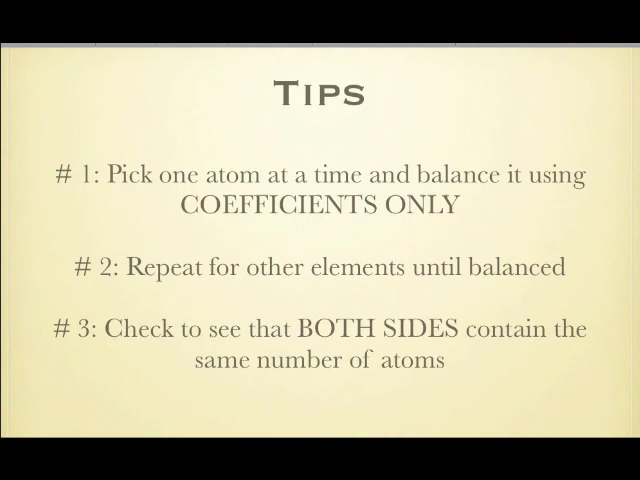 TIPS
# 1: Pick one atom at a time and balance it using
COEFFICIENTS ONLY
# 2: Repeat for other elements until balanced
# 3: Check to see that BOTH SIDES contain the
same number of atoms